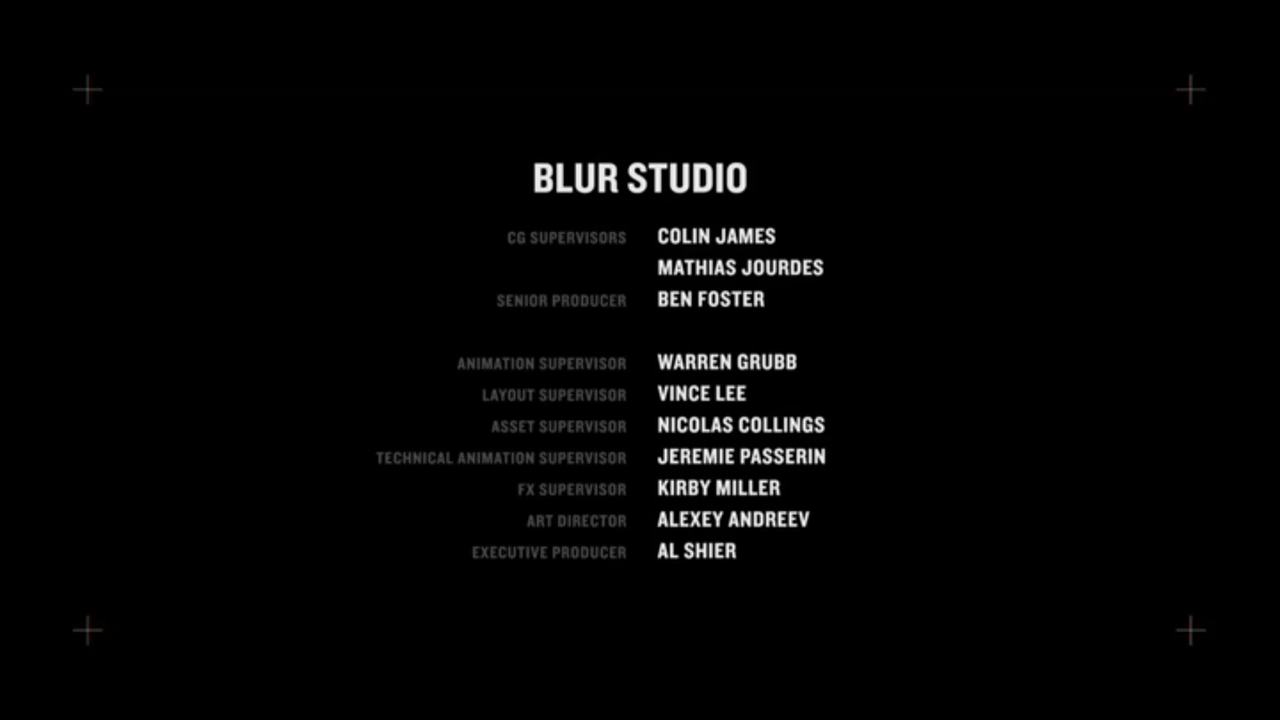 BLUR STUDIO
CG SUPERVISORS COLIN JAMES
MATHIAS JOURDES
SENIOR PRODUCER BEN FOSTER
ANIMATION SUPERVISOR WARREN GRUBB
LAYOUT SUPERVISOR VINCE LEE
ASSET SUPERVISOR NICOLAS COLLINGS
TECHNICAL ANIMATION SUPERVISOR JEREMIE PASSERIN
FX SUPERVISOR KIRBY MILLER
ART DIRECTOR ALEXEY ANDREEV
EXECUTIVE PRODUCER AL SHIER